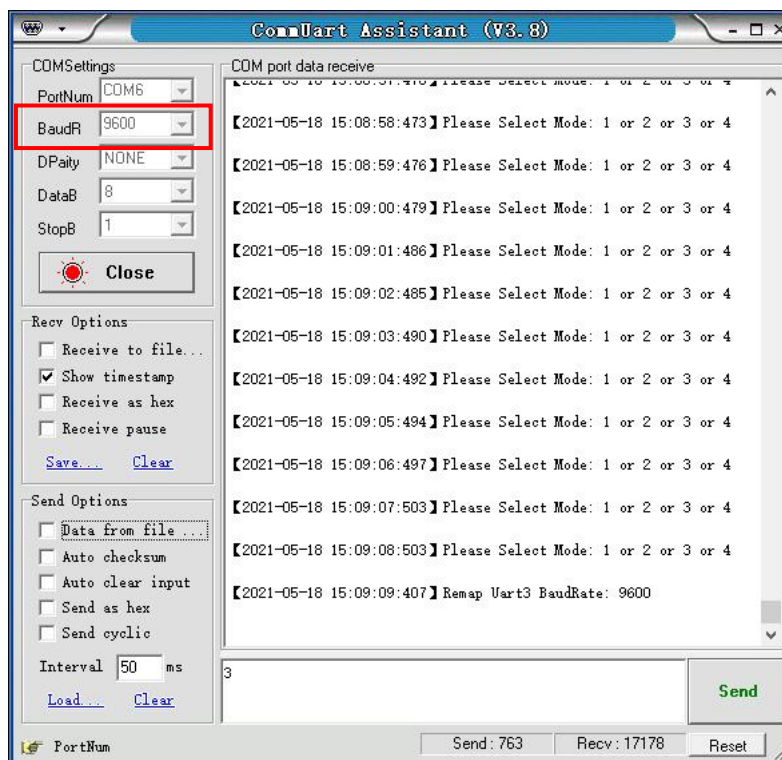 CommUart Assistant (V3.8)
COMSettings
PortNum COM6
BaudR 9600
DPaity NONE
DataB 8
StopB 1
Close
Recv Options
Receive to file...
Show timestamp
Receive as hex
Receive pause
Save... Clear
Send Options
Data from file ...
Auto checksum
Auto clear input
Send as hex
Send cyclic
Interval 50 ms
Load... Clear
COM port data receive
【2021-05-18 15:08:58:473】Please Select Mode: 1 or 2 or 3 or 4
【2021-05-18 15:08:59:476】Please Select Mode: 1 or 2 or 3 or 4
【2021-05-18 15:09:00:479】Please Select Mode: 1 or 2 or 3 or 4
【2021-05-18 15:09:01:486】Please Select Mode: 1 or 2 or 3 or 4
【2021-05-18 15:09:02:485】Please Select Mode: 1 or 2 or 3 or 4
【2021-05-18 15:09:03:490】Please Select Mode: 1 or 2 or 3 or 4
【2021-05-18 15:09:04:492】Please Select Mode: 1 or 2 or 3 or 4
【2021-05-18 15:09:05:494】Please Select Mode: 1 or 2 or 3 or 4
【2021-05-18 15:09:06:497】Please Select Mode: 1 or 2 or 3 or 4
【2021-05-18 15:09:07:503】Please Select Mode: 1 or 2 or 3 or 4
【2021-05-18 15:09:08:503】Please Select Mode: 1 or 2 or 3 or 4
【2021-05-18 15:09:09:407】Remap Uart3 BaudRate: 9600
3
Send
PortNum
Send : 763
Recv : 17178
Reset